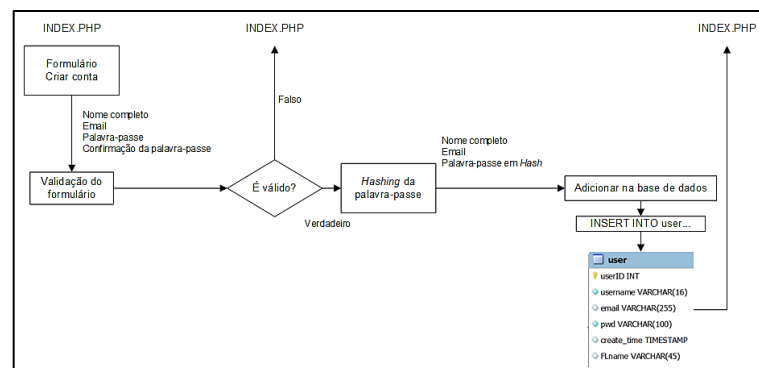 INDEX.PHP
INDEX.PHP
INDEX.PHP
Formulário
Criar conta
Falso
Nome completo
Email
Palavra-passe
Confirmação da palavra-passe
Validação do
formulário
É válido?
Verdadeiro
Hashing da
palavra-passe
Nome completo
Email
Palavra-passe em Hash
Adicionar na base de dados
INSERT INTO user...
user
userID INT
username VARCHAR(16)
email VARCHAR(255)
pwd VARCHAR(100)
create_time TIMESTAMP
FLname VARCHAR(45)